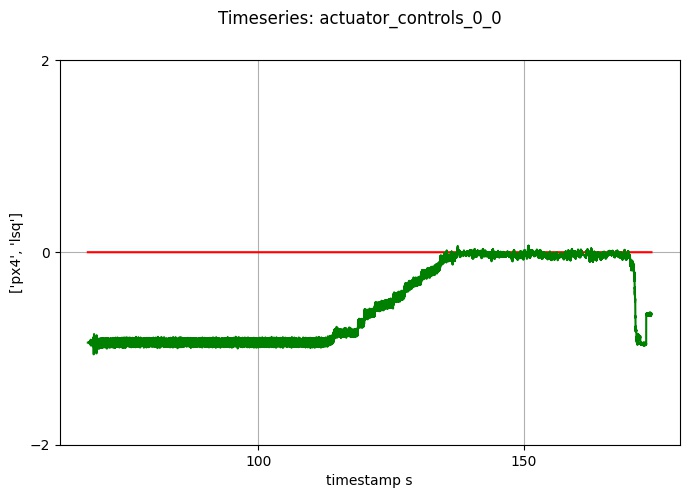 Timeseries: actuator_controls_0_0
['px4', 'lsq']
2
0
−2
100
150
timestamp s